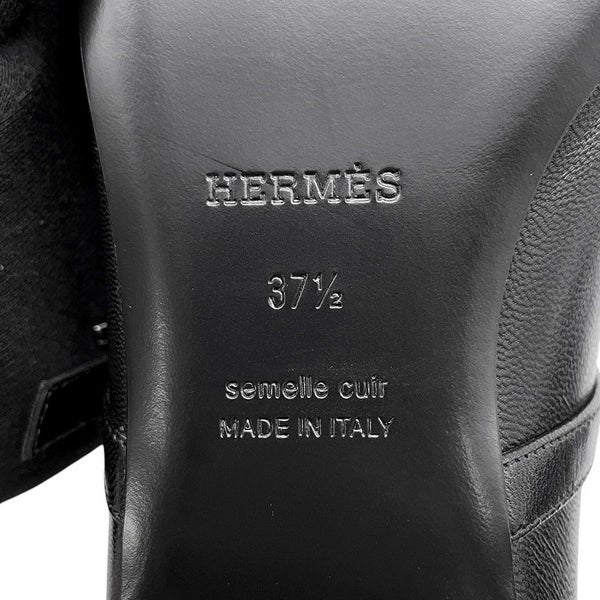 HERMÈS
37½
semelle cuir
MADE IN ITALY